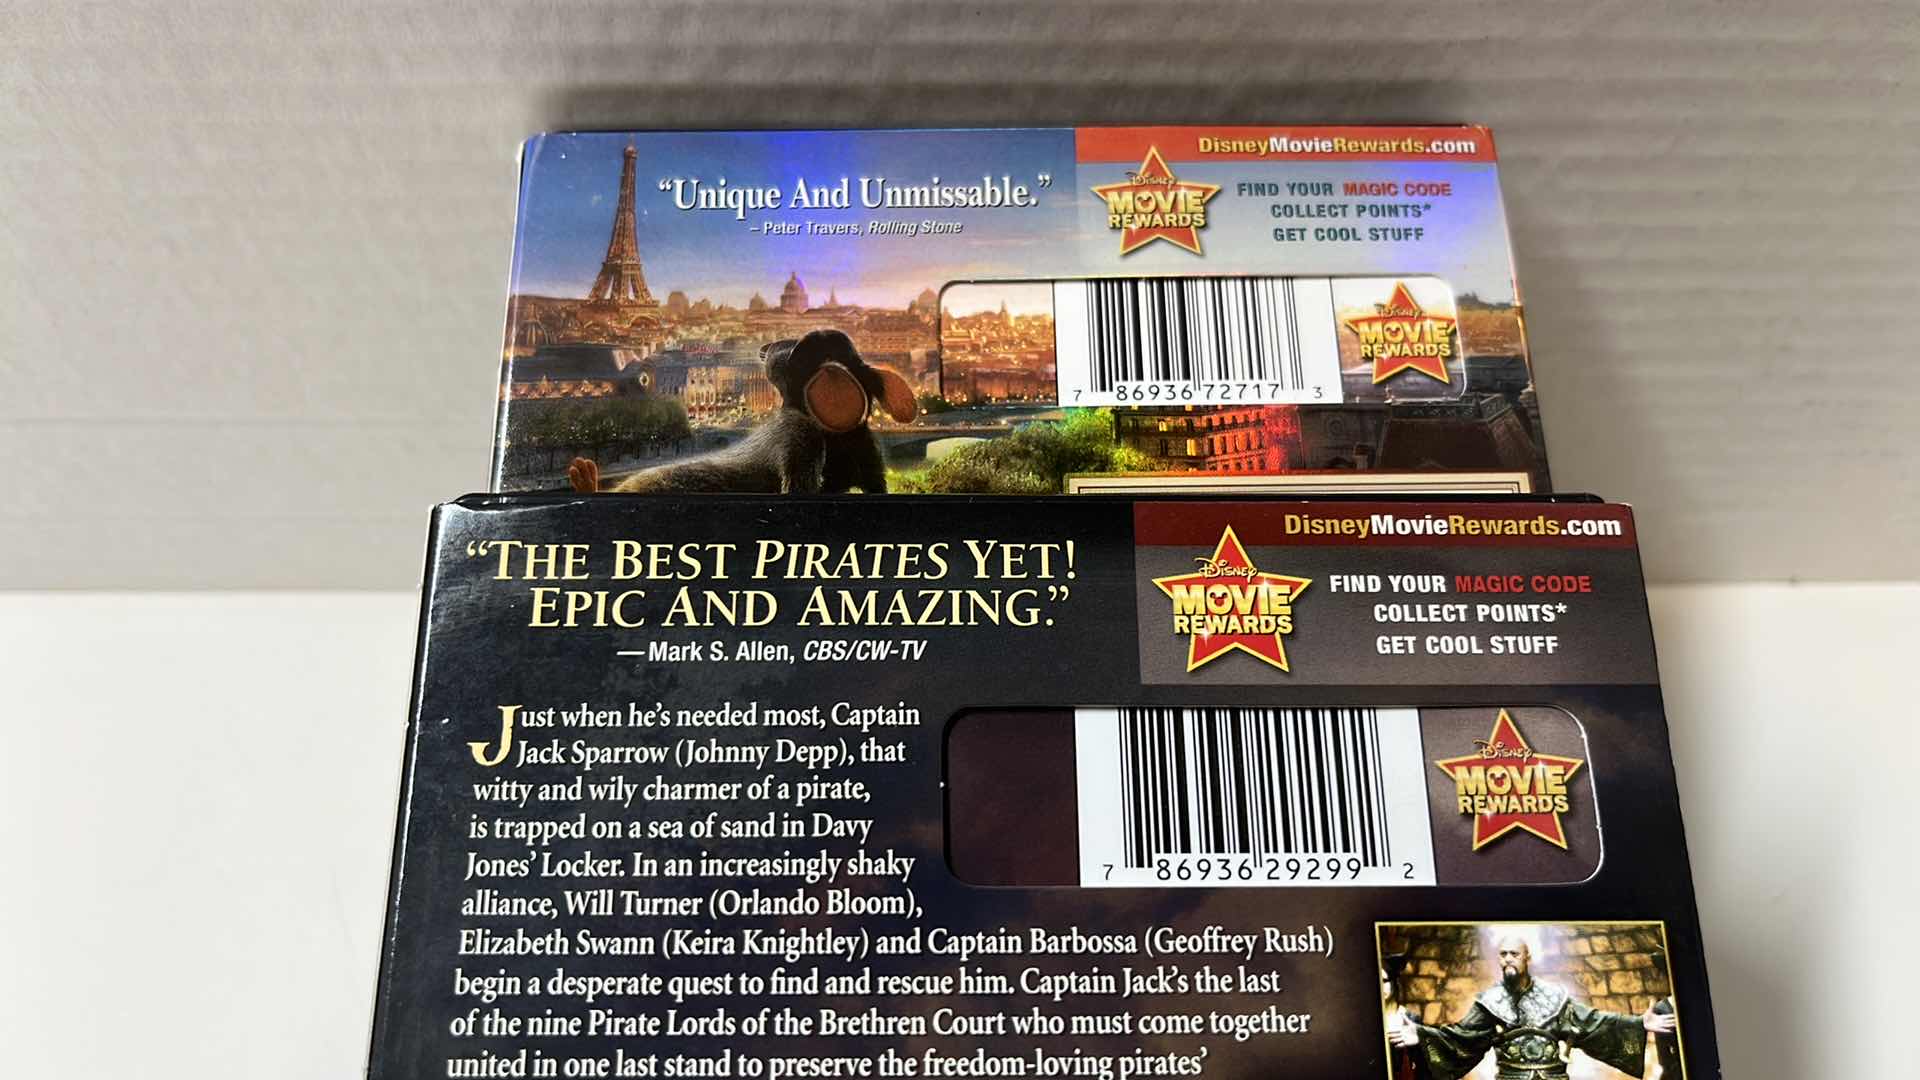 DisneyMovieRewards.com
“Unique And Unmissable.”
– Peter Travers, Rolling Stone
Disney
MOVIE
REWARDS
FIND YOUR MAGIC CODE
COLLECT POINTS*
GET COOL STUFF
7 86936 72717 3
Disney
MOVIE
REWARDS
DisneyMovieRewards.com
“THE BEST PIRATES YET!
EPIC AND AMAZING.”
—Mark S. Allen, CBS/CW-TV
Disney
MOVIE
REWARDS
FIND YOUR MAGIC CODE
COLLECT POINTS*
GET COOL STUFF
Just when he’s needed most, Captain
Jack Sparrow (Johnny Depp), that
witty and wily charmer of a pirate,
is trapped on a sea of sand in Davy
Jones’ Locker. In an increasingly shaky
alliance, Will Turner (Orlando Bloom),
Elizabeth Swann (Keira Knightley) and Captain Barbossa (Geoffrey Rush)
begin a desperate quest to find and rescue him. Captain Jack’s the last
of the nine Pirate Lords of the Brethren Court who must come together
united in one last stand to preserve the freedom-loving pirates’
7 86936 29299 2
Disney
MOVIE
REWARDS